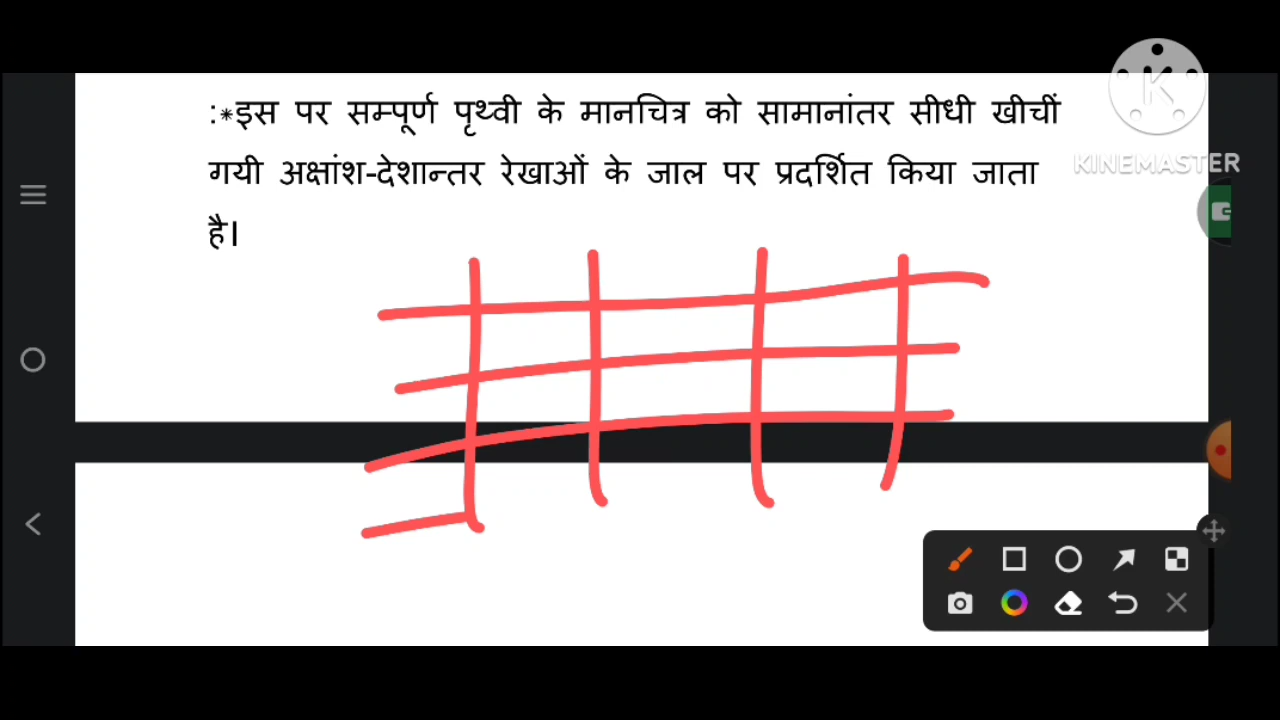 :*इस पर सम्पूर्ण पृथ्वी के मानचित्र को सामानांतर सीधी खीचीं
गयी अक्षांश-देशान्तर रेखाओं के जाल पर प्रदर्शित किया जाता
है।
KINEMASTER